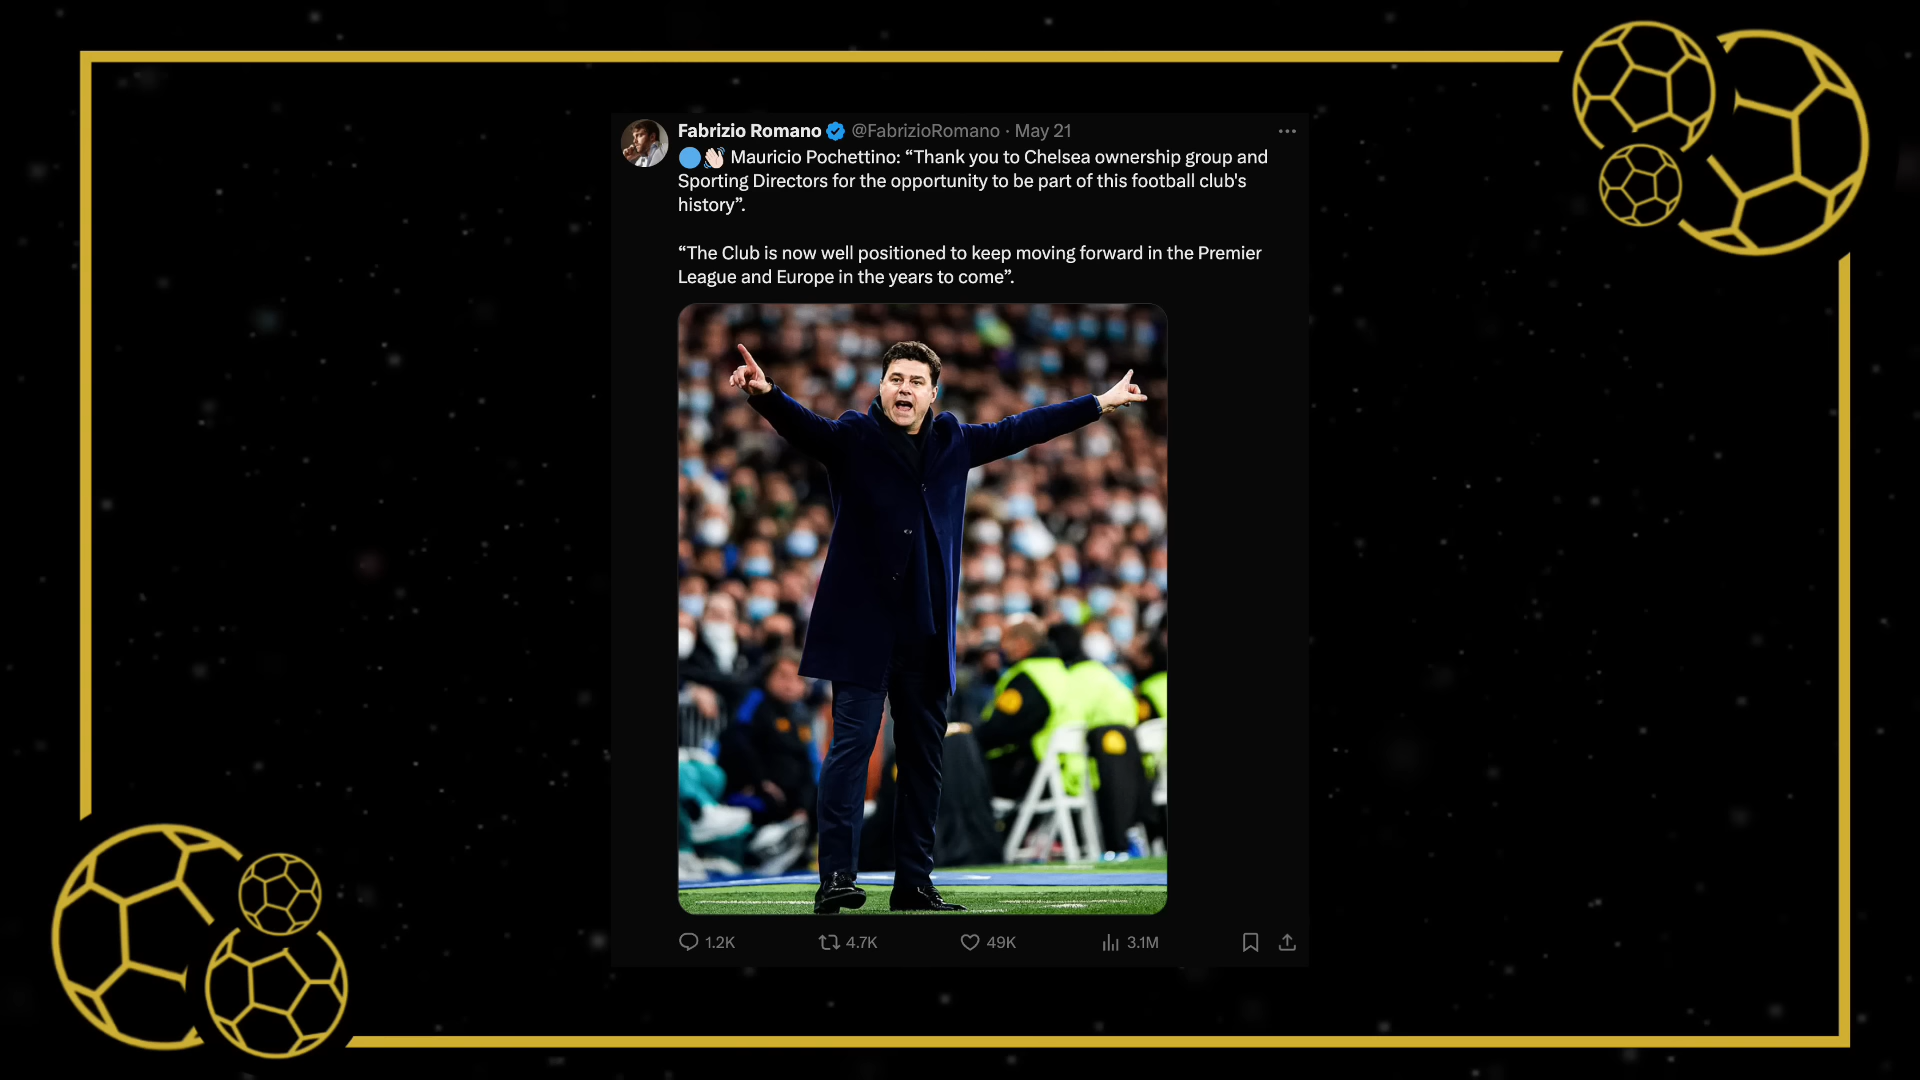 Fabrizio Romano @FabrizioRomano · May 21
🔵👋🏻 Mauricio Pochettino: “Thank you to Chelsea ownership group and
Sporting Directors for the opportunity to be part of this football club's
history”.
“The Club is now well positioned to keep moving forward in the Premier
League and Europe in the years to come”.
1.2K 4.7K 49K 3.1M